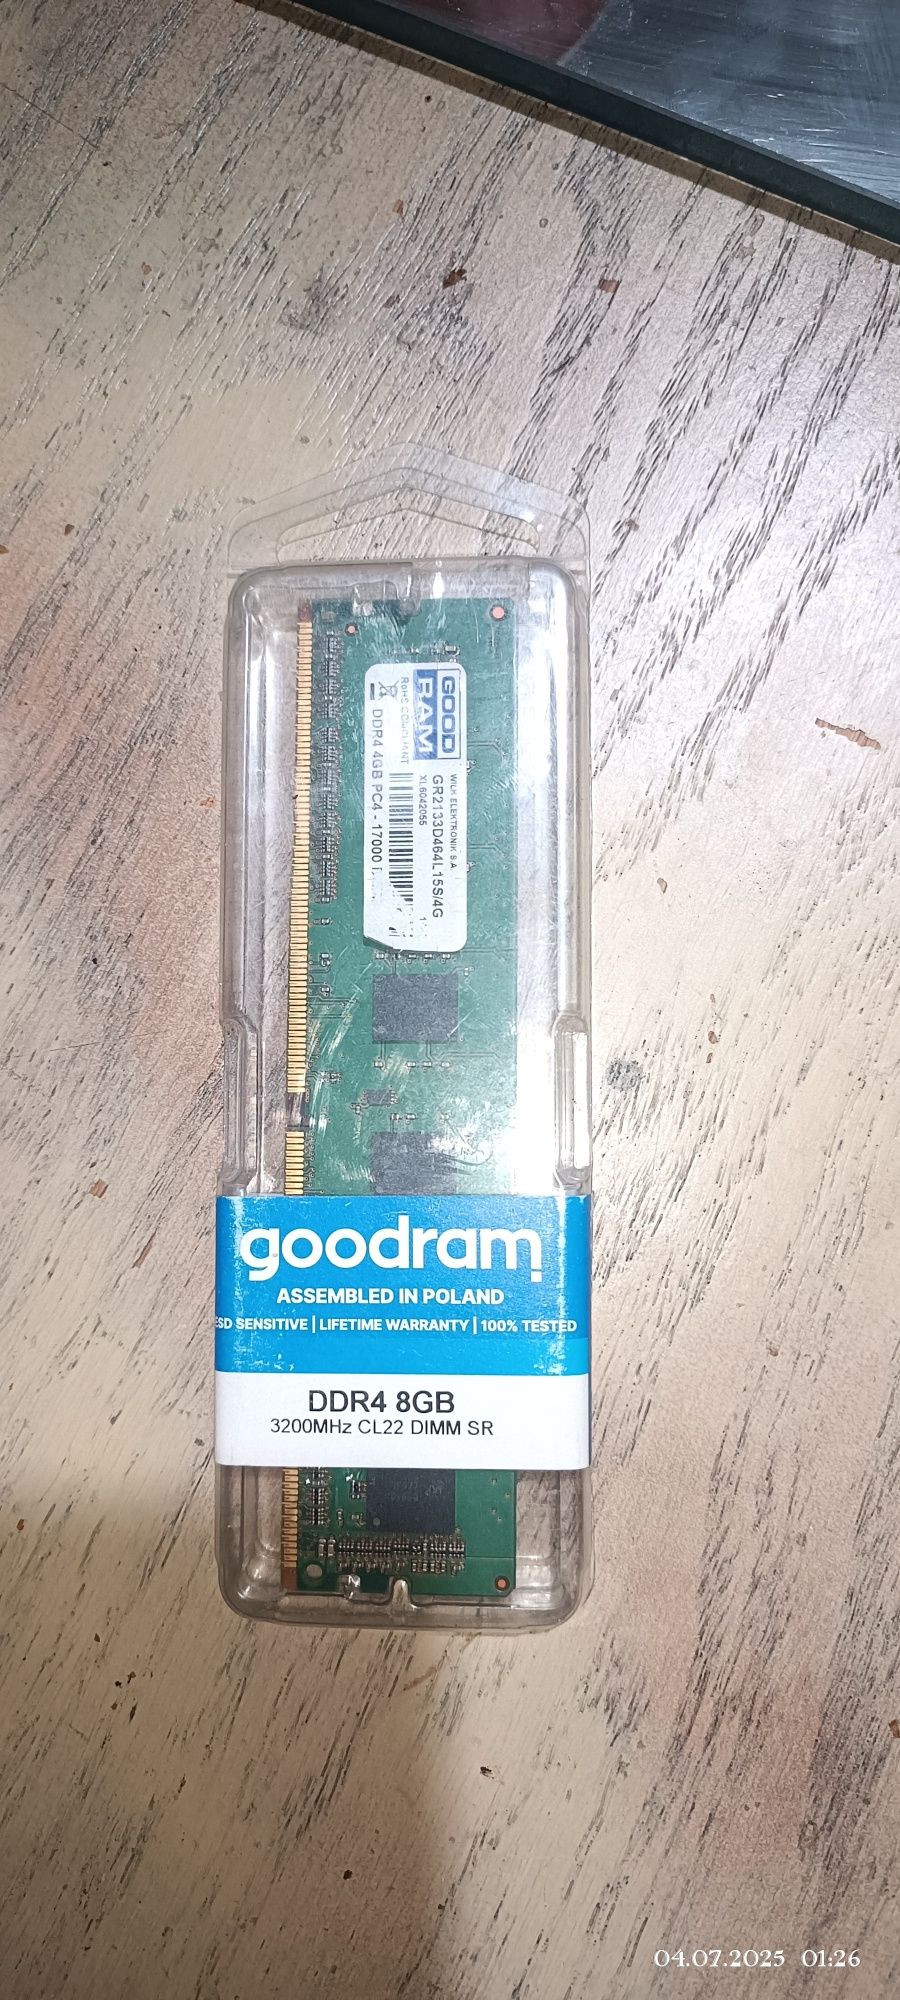 GOOD
RAM
WILK ELEKTRONIK S.A.
GR2133D464L15S/4G
XL6042055
RoHS COMPLIANT
DDR4 4GB PC4 - 17000
goodram
ASSEMBLED IN POLAND
ESD SENSITIVE | LIFETIME WARRANTY | 100% TESTED
DDR4 8GB
3200MHz CL22 DIMM SR
04.07.2025 01:26